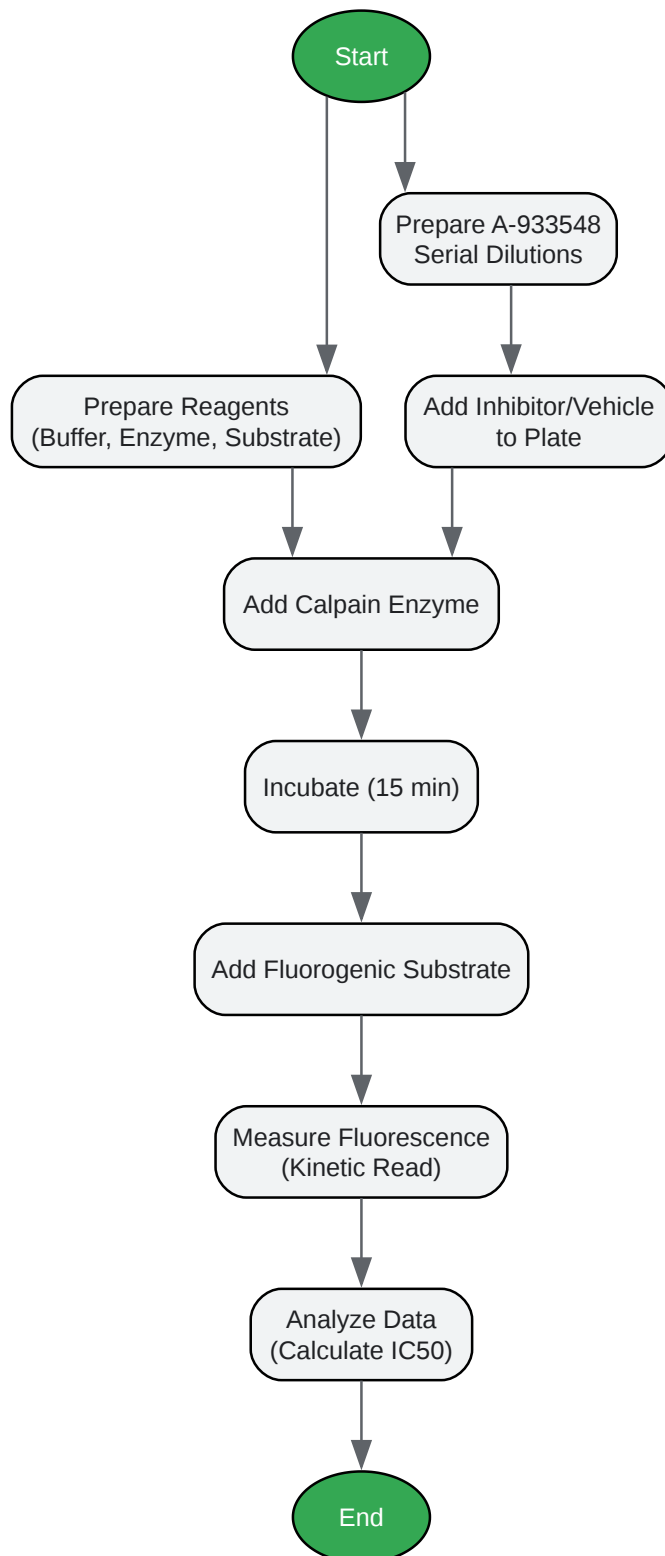 Start
Prepare A-933548
Serial Dilutions
Prepare Reagents
(Buffer, Enzyme, Substrate)
Add Inhibitor/Vehicle
to Plate
Add Calpain Enzyme
Incubate (15 min)
Add Fluorogenic Substrate
Measure Fluorescence
(Kinetic Read)
Analyze Data
(Calculate IC50)
End